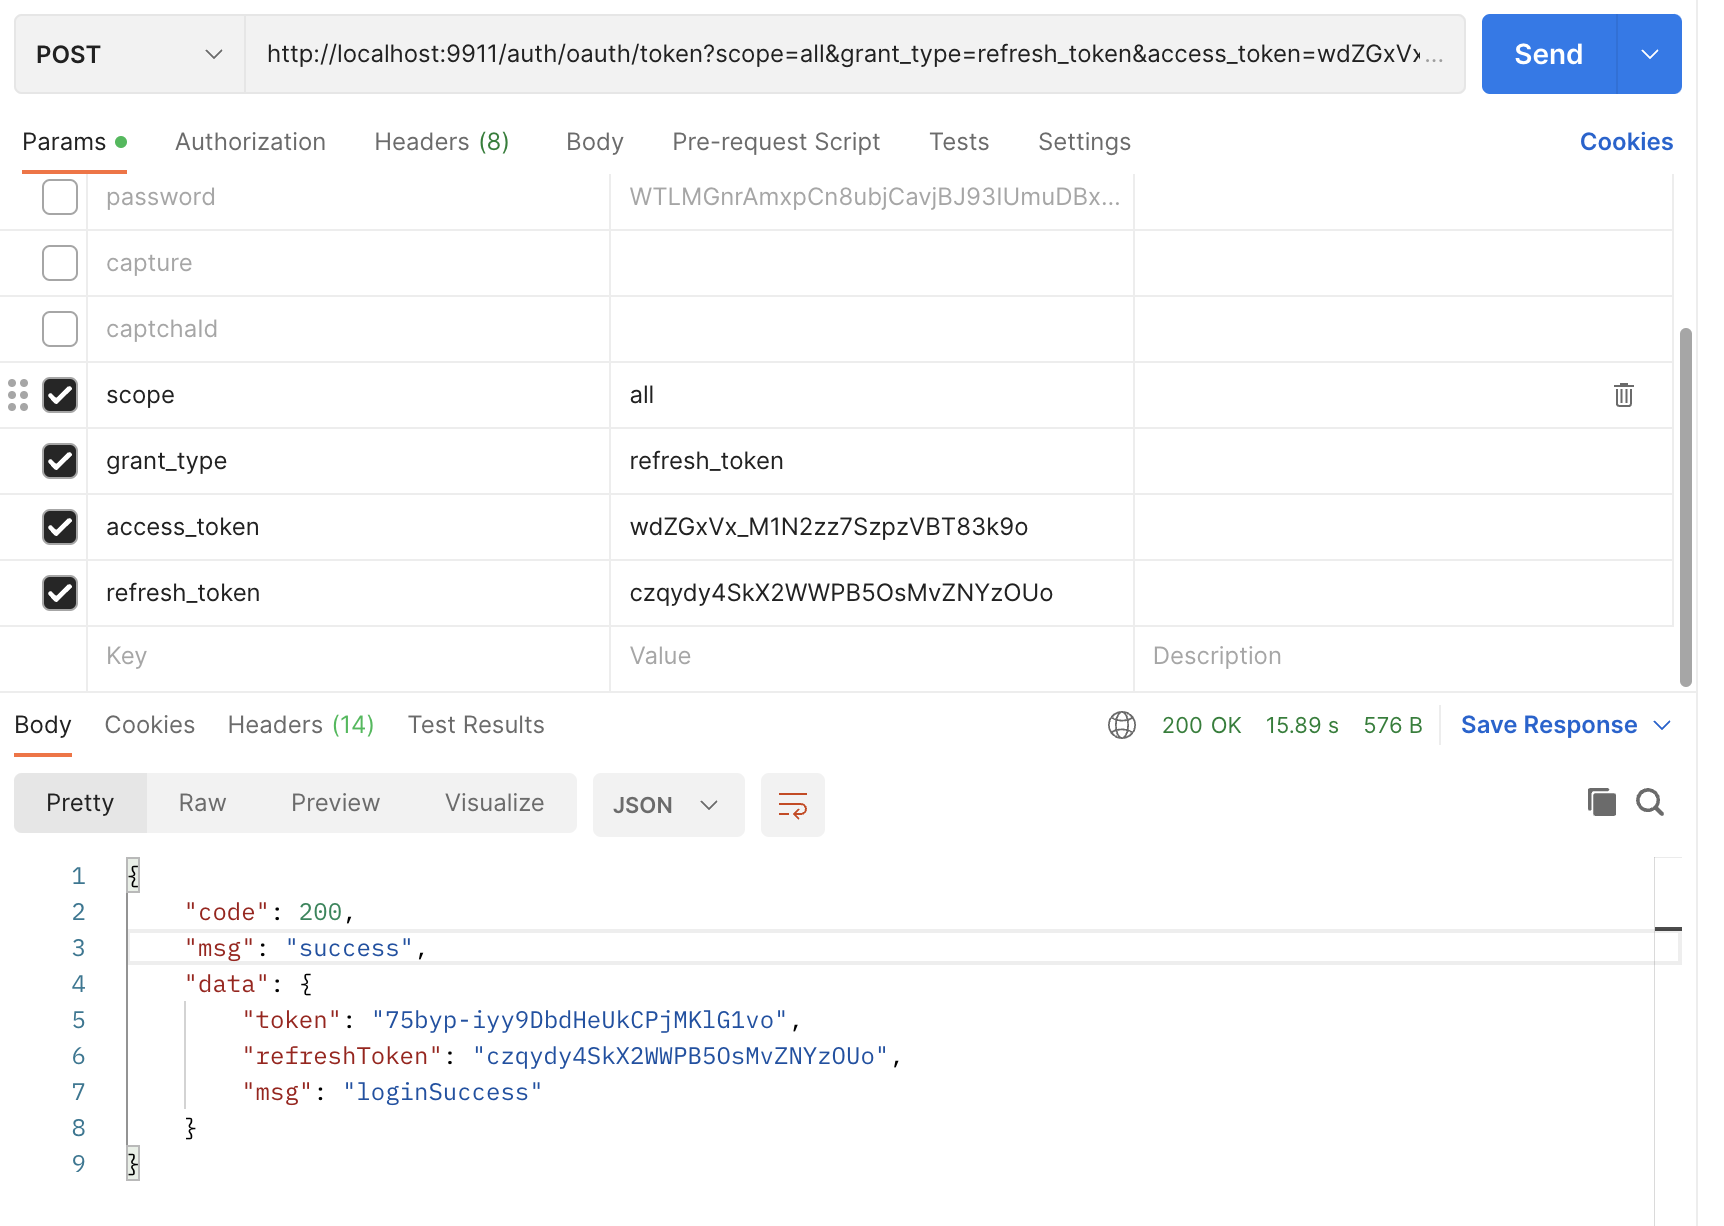 POST http://localhost:9911/auth/oauth/token?scope=all&grant_type=refresh_token&access_token=wdZGxVx... Send
Params Authorization Headers (8) Body Pre-request Script Tests Settings Cookies
password WTLMGnrAmxpCn8ubjCavjBJ93IUmuDBx...
capture
captchaId
scope all
grant_type refresh_token
access_token wdZGxVx_M1N2zz7SzpzVBT83k9o
refresh_token czqydy4SkX2WWPB5OsMvZNYzOUo
Key Value Description
Body Cookies Headers (14) Test Results 200 OK 15.89 s 576 B Save Response
Pretty Raw Preview Visualize JSON
1 {
2 "code": 200,
3 "msg": "success",
4 "data": {
5 "token": "75byp-iyy9DbdHeUkCPjMKlG1vo",
6 "refreshToken": "czqydy4SkX2WWPB5OsMvZNYzOUo",
7 "msg": "loginSuccess"
8 }
9 }